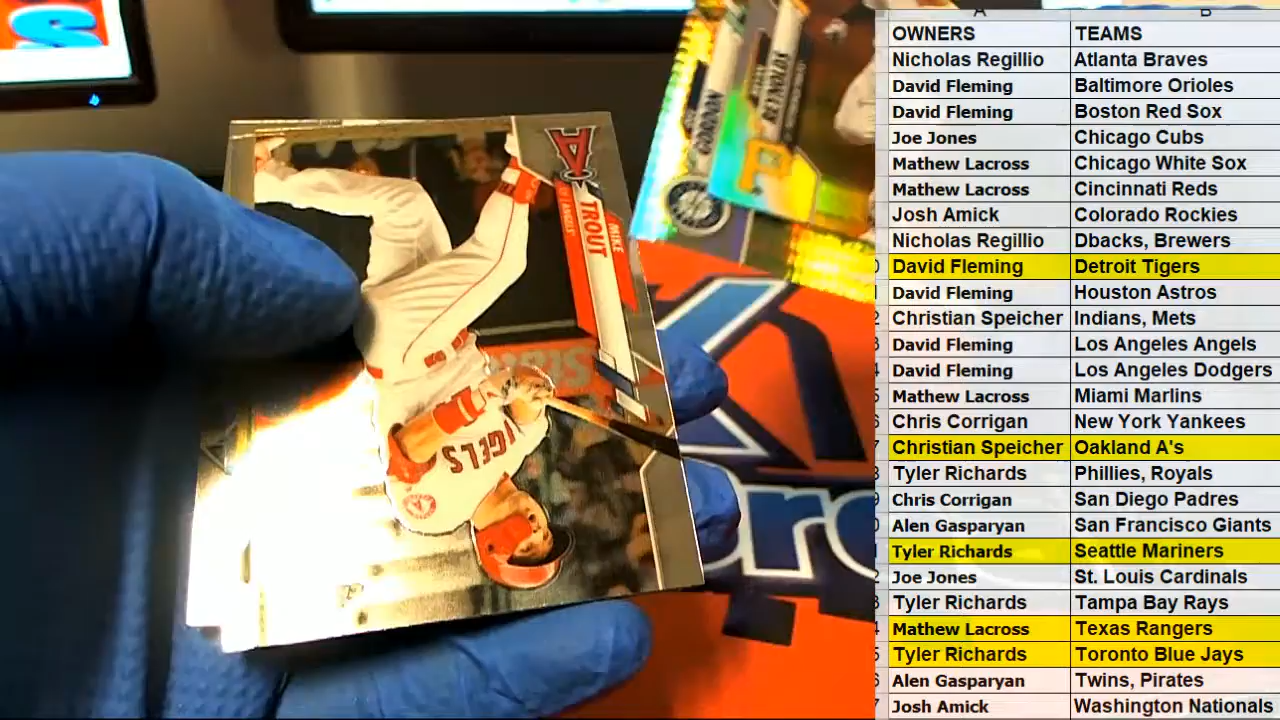 A B
OWNERS TEAMS
Nicholas Regillio Atlanta Braves
David Fleming Baltimore Orioles
David Fleming Boston Red Sox
Joe Jones Chicago Cubs
Mathew Lacross Chicago White Sox
Mathew Lacross Cincinnati Reds
Josh Amick Colorado Rockies
Nicholas Regillio Dbacks, Brewers
David Fleming Detroit Tigers
David Fleming Houston Astros
Christian Speicher Indians, Mets
David Fleming Los Angeles Angels
David Fleming Los Angeles Dodgers
Mathew Lacross Miami Marlins
Chris Corrigan New York Yankees
Christian Speicher Oakland A's
Tyler Richards Phillies, Royals
Chris Corrigan San Diego Padres
Alen Gasparyan San Francisco Giants
Tyler Richards Seattle Mariners
Joe Jones St. Louis Cardinals
Tyler Richards Tampa Bay Rays
Mathew Lacross Texas Rangers
Tyler Richards Toronto Blue Jays
Alen Gasparyan Twins, Pirates
Josh Amick Washington Nationals
A
MIKE
TROUT
ANGELS
NGELS
A
REYNOLDS
P
S